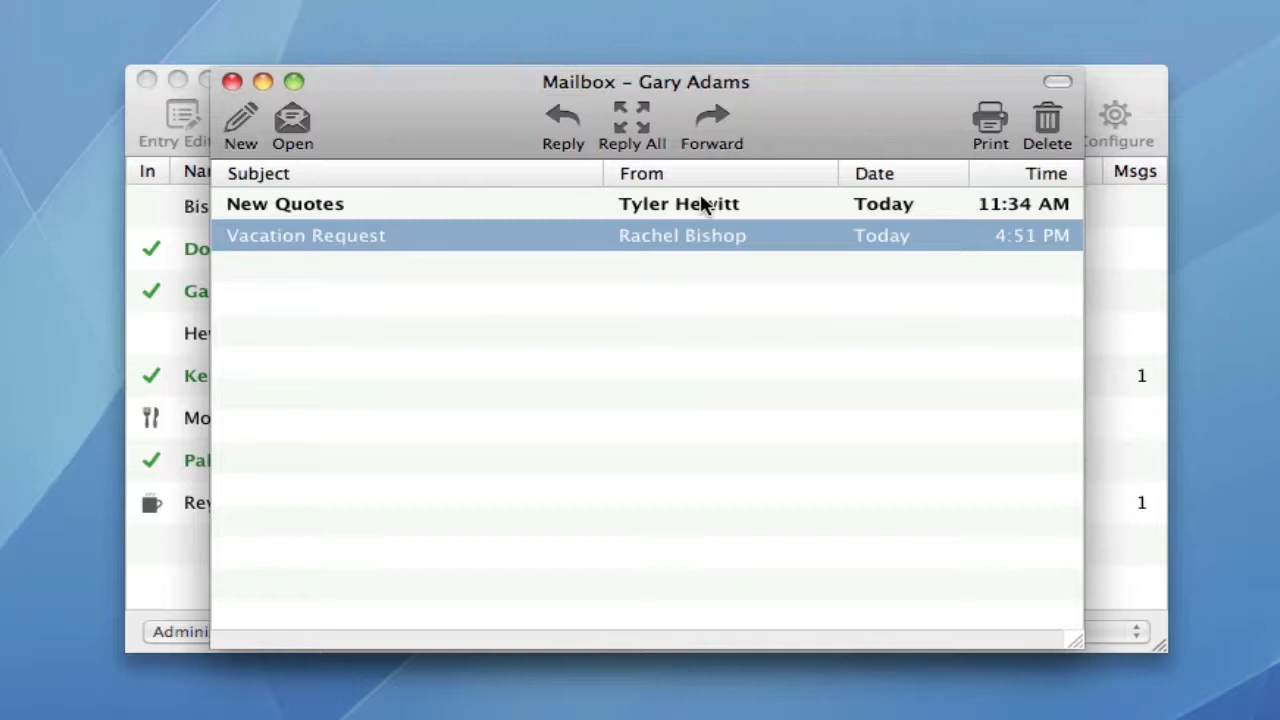 Mailbox – Gary Adams
New Open Reply Reply All Forward Print Delete
Entry Edi Configure
Subject From Date Time
In Na Msgs
New Quotes Tyler Hewitt Today 11:34 AM
Bis
Vacation Request Rachel Bishop Today 4:51 PM
Do
Ga
He
Ke 1
Mo
Pal
Rey 1
Admini